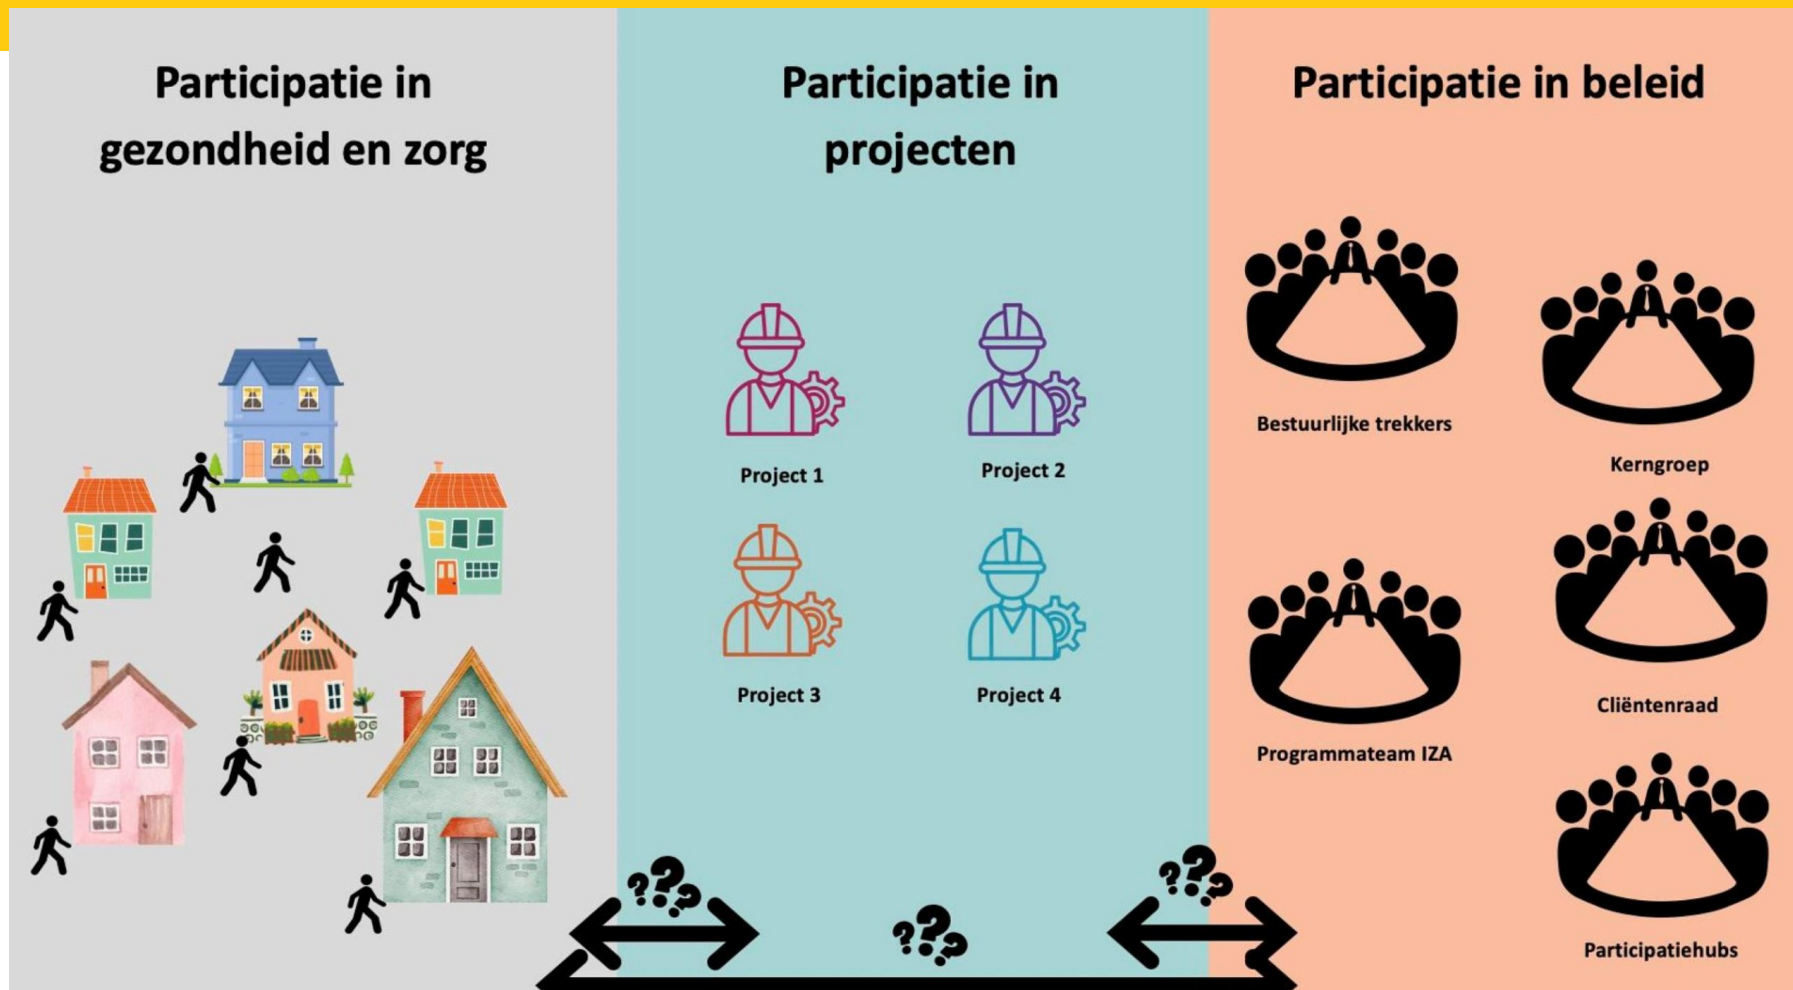 Participatie in
gezondheid en zorg
Participatie in
projecten
Project 1
Project 2
Project 3
Project 4
???
???
???
Participatie in beleid
Bestuurlijke trekkers
Kerngroep
Programmateam IZA
Cliëntenraad
Participatiehubs